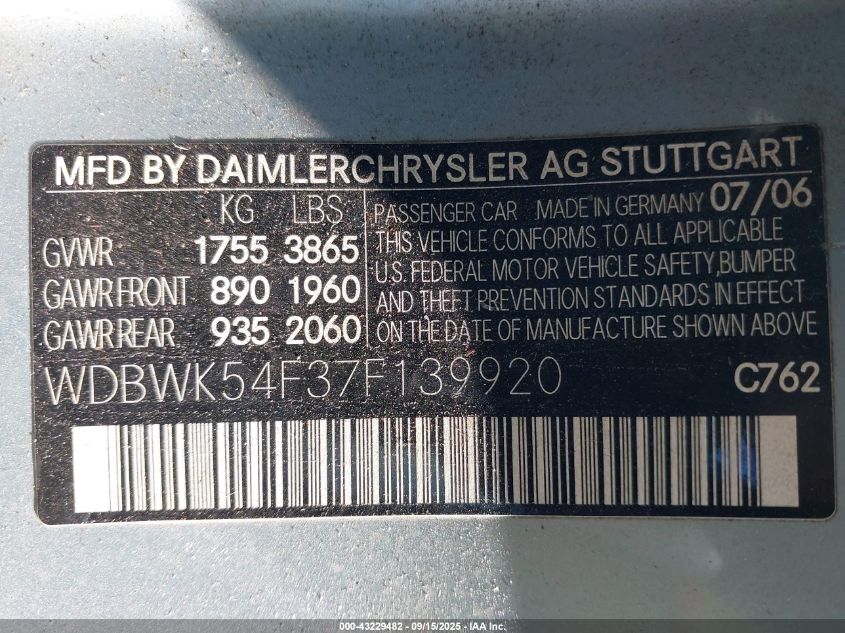 MFD BY DAIMLERCHRYSLER AG STUTTGART
KG LBS
GVWR 1755 3865
GAWR FRONT 890 1960
GAWR REAR 935 2060
PASSENGER CAR MADE IN GERMANY 07/06
THIS VEHICLE CONFORMS TO ALL APPLICABLE
U.S. FEDERAL MOTOR VEHICLE SAFETY, BUMPER
AND THEFT PREVENTION STANDARDS IN EFFECT
ON THE DATE OF MANUFACTURE SHOWN ABOVE
WDBWK54F37F139920 C762
000-43229482 - 09/15/2025 - IAA Inc.